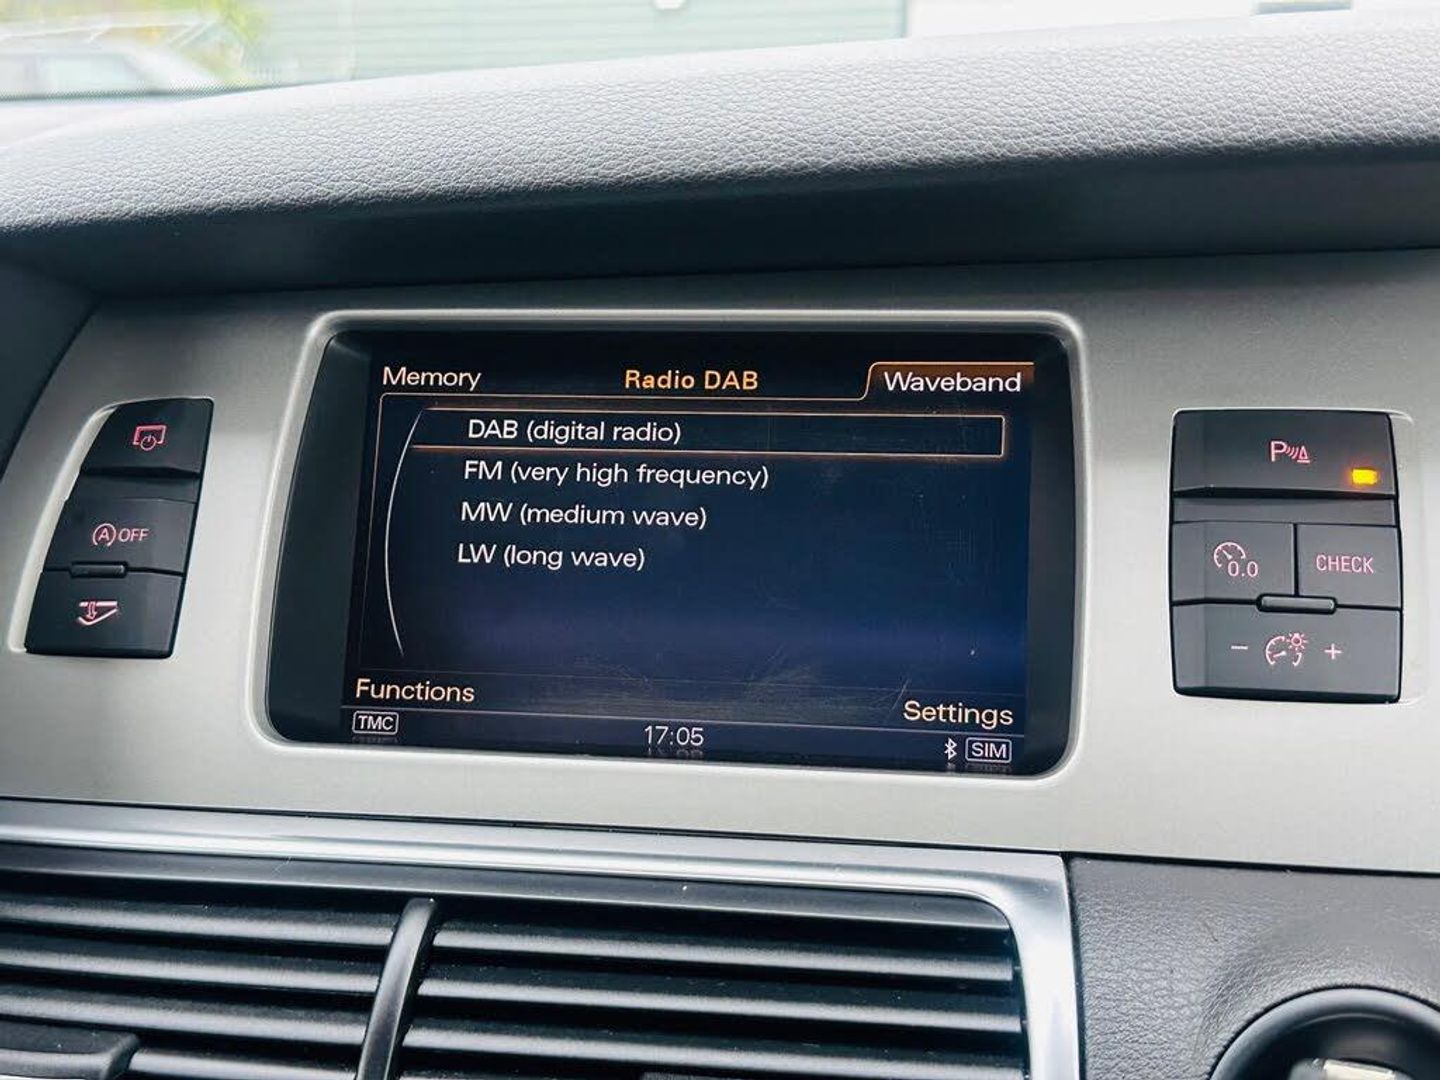 Memory Radio DAB Waveband
DAB (digital radio)
FM (very high frequency)
MW (medium wave)
LW (long wave)
Functions Settings
TMC 17:05 SIM
A OFF
P
0.0 CHECK
- +